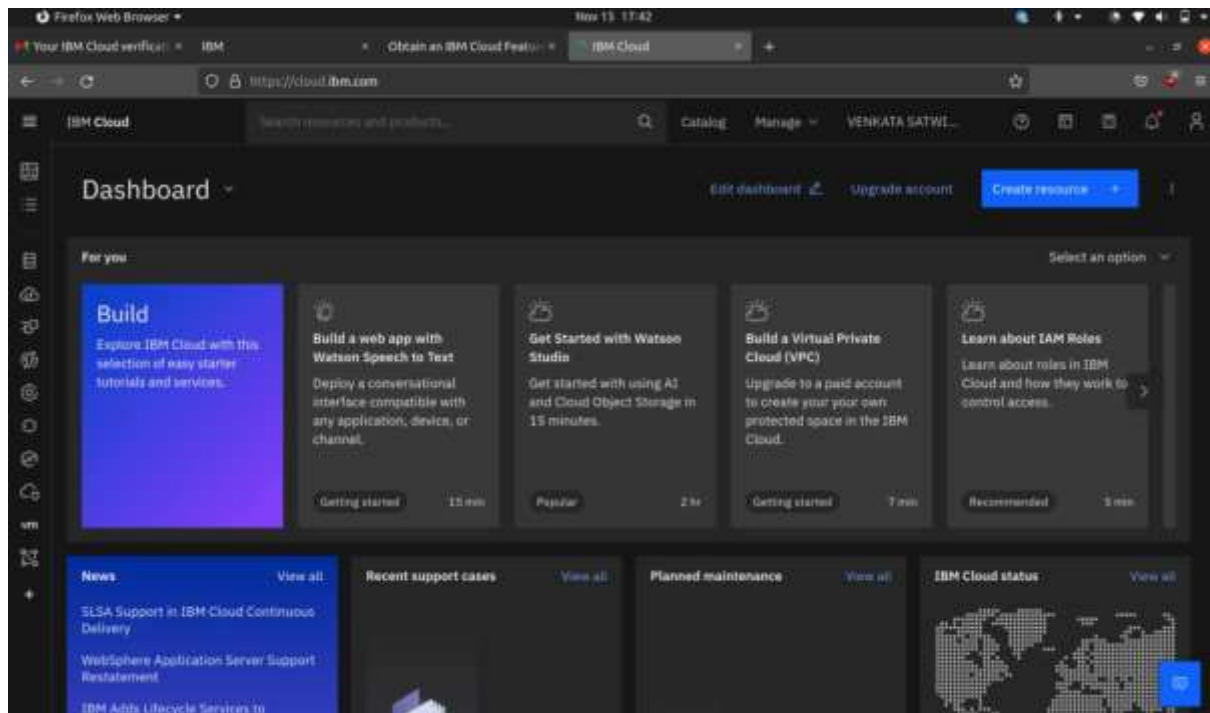 Firefox Web Browser
Nov 13 17:42
Your IBM Cloud verificati
IBM
Obtain an IBM Cloud Featur
IBM Cloud
https://cloud.ibm.com
IBM Cloud
Search resources and products...
Catalog
Manage
VENKATA SATWI...
Dashboard
Edit dashboard
Upgrade account
Create resource +
For you
Select an option
Build
Explore IBM Cloud with this
selection of easy starter
tutorials and services.
Build a web app with
Watson Speech to Text
Deploy a conversational
interface compatible with
any application, device, or
channel.
Getting started
15 min
Get Started with Watson
Studio
Get started with using AI
and Cloud Object Storage in
15 minutes.
Popular
2 hr
Build a Virtual Private
Cloud (VPC)
Upgrade to a paid account
to create your your own
protected space in the IBM
Cloud.
Getting started
7 min
Learn about IAM Roles
Learn about roles in IBM
Cloud and how they work to
control access.
Recommended
5 min
vm
News
View all
SLSA Support in IBM Cloud Continuous
Delivery
WebSphere Application Server Support
Restatement
IBM Adds Lifecycle Services to
Recent support cases
View all
Planned maintenance
View all
IBM Cloud status
View all